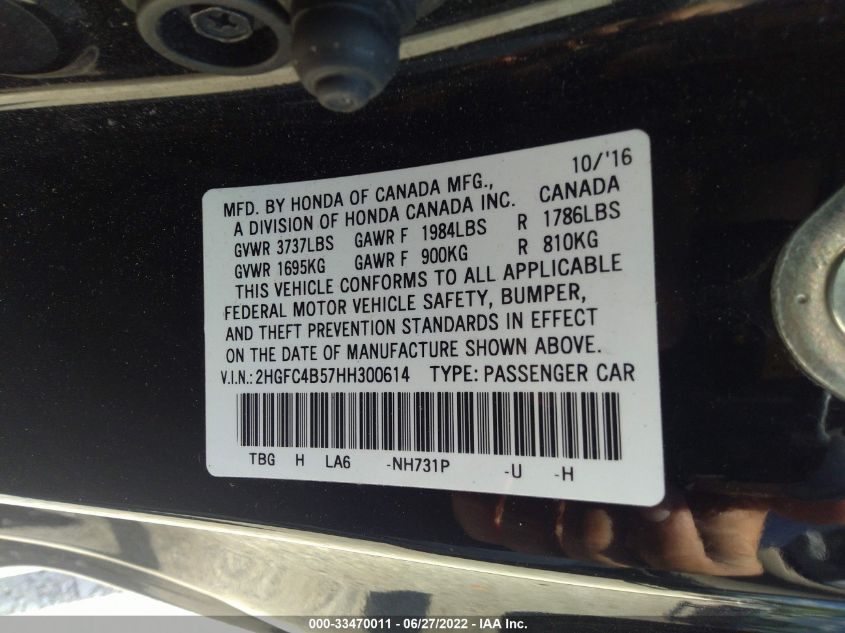 10/'16
MFD. BY HONDA OF CANADA MFG.,
A DIVISION OF HONDA CANADA INC. CANADA
GVWR 3737LBS GAWR F 1984LBS R 1786LBS
GVWR 1695KG GAWR F 900KG R 810KG
THIS VEHICLE CONFORMS TO ALL APPLICABLE
FEDERAL MOTOR VEHICLE SAFETY, BUMPER,
AND THEFT PREVENTION STANDARDS IN EFFECT
ON THE DATE OF MANUFACTURE SHOWN ABOVE.
V.I.N.: 2HGFC4B57HH300614 TYPE: PASSENGER CAR
TBG H LA6 -NH731P -U -H
000-33470011 - 06/27/2022 - IAA Inc.